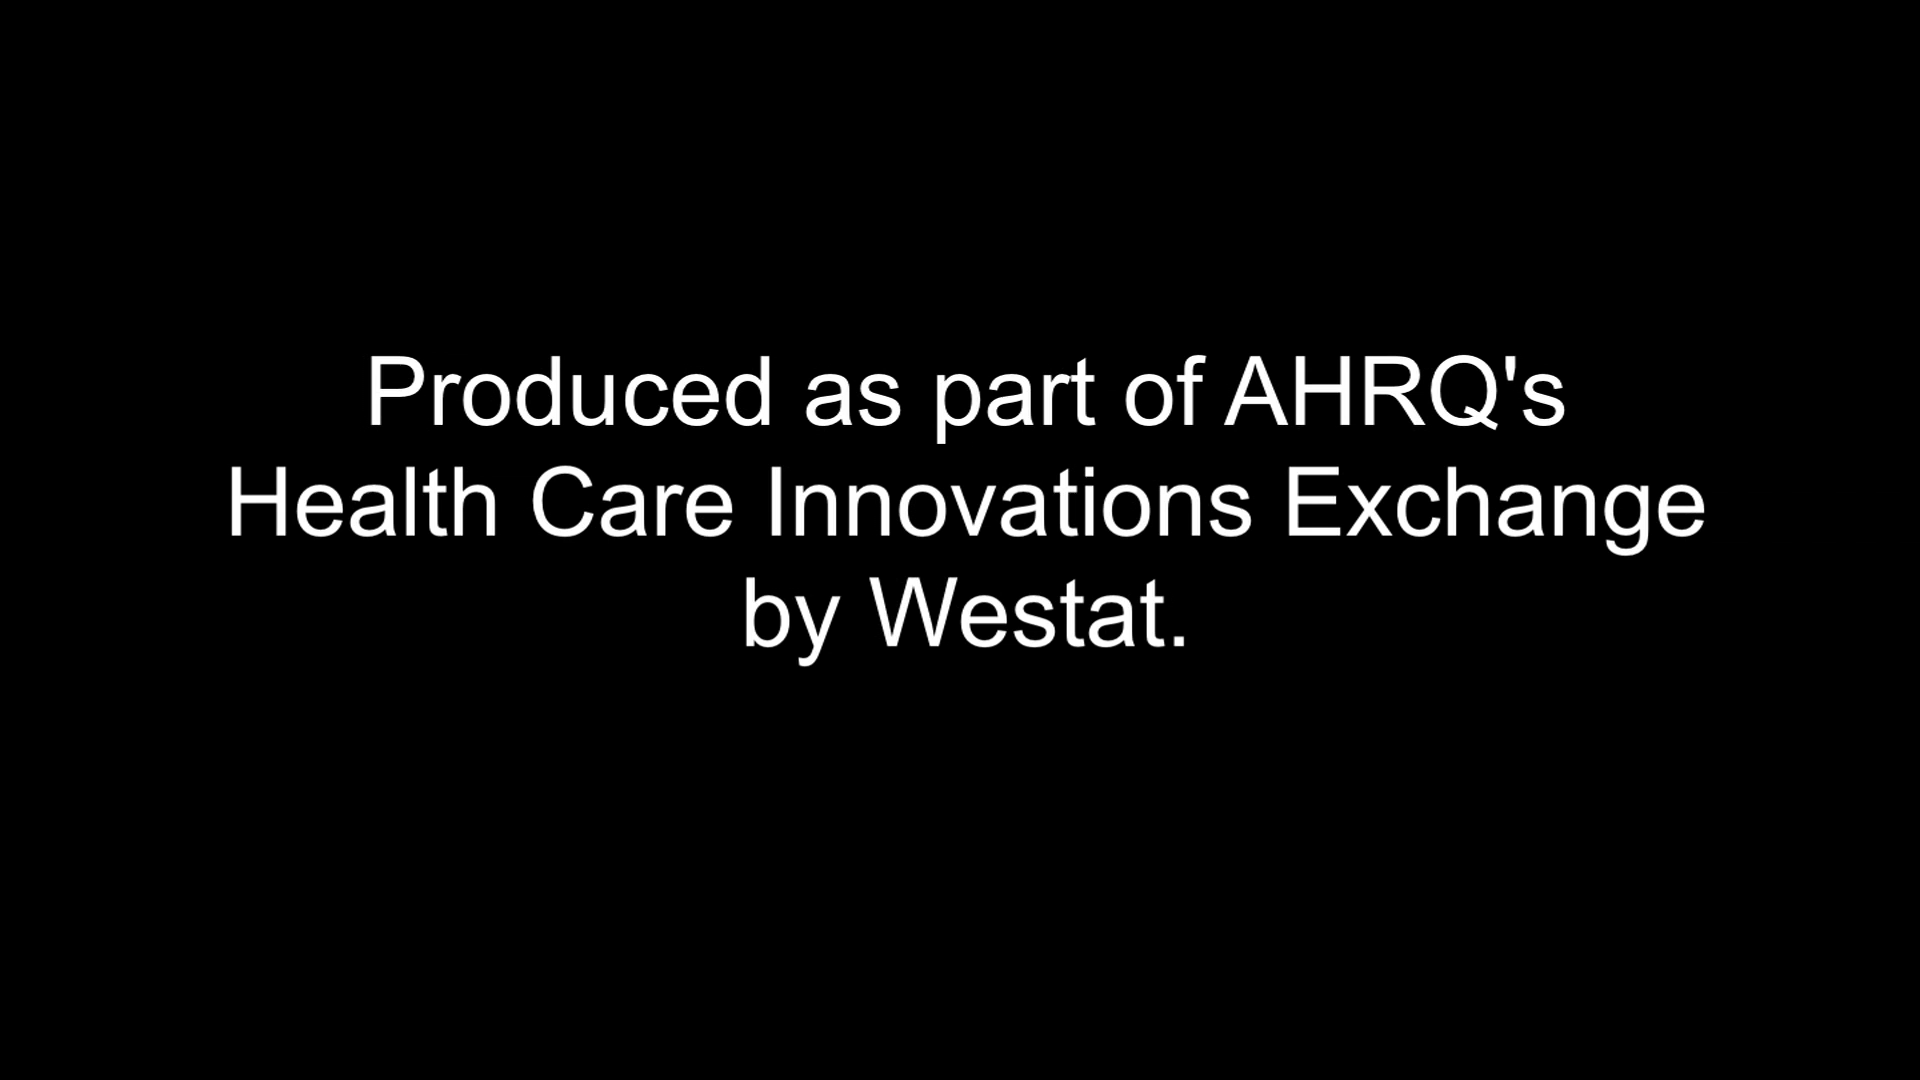 Produced as part of AHRQ's
Health Care Innovations Exchange
by Westat.